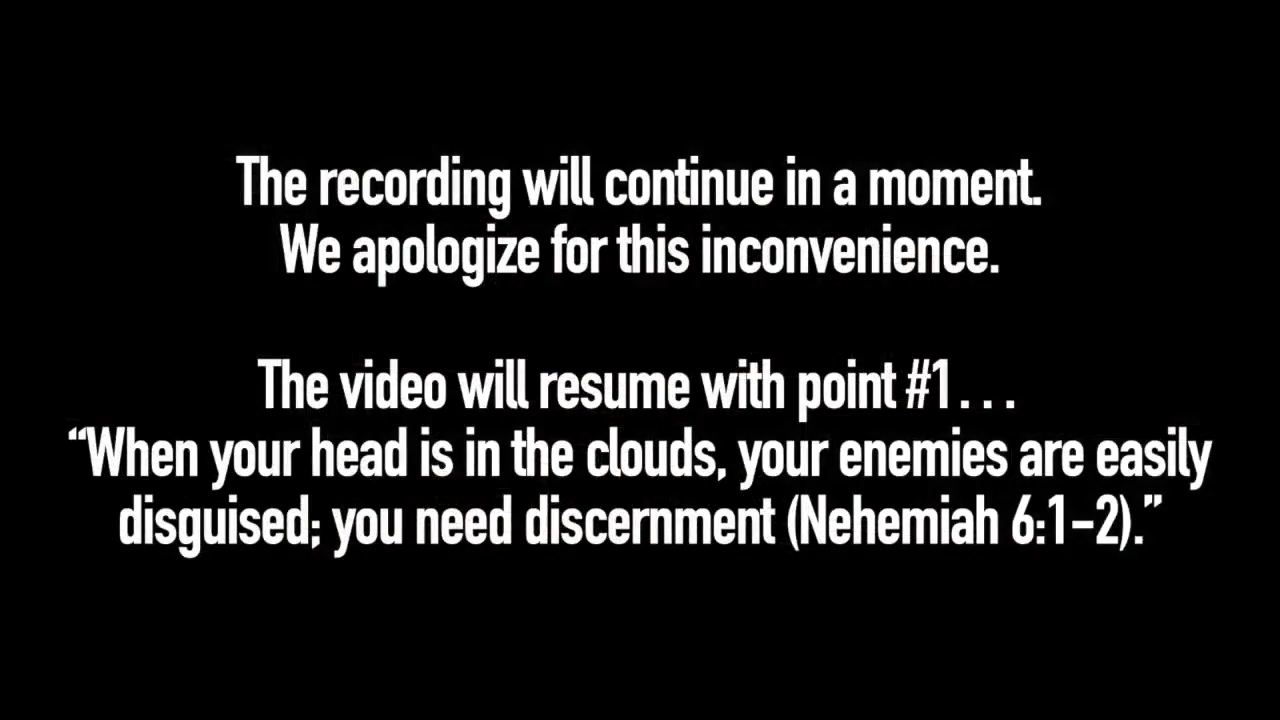 The recording will continue in a moment.
We apologize for this inconvenience.
The video will resume with point #1...
“When your head is in the clouds, your enemies are easily
disguised; you need discernment (Nehemiah 6:1–2).”